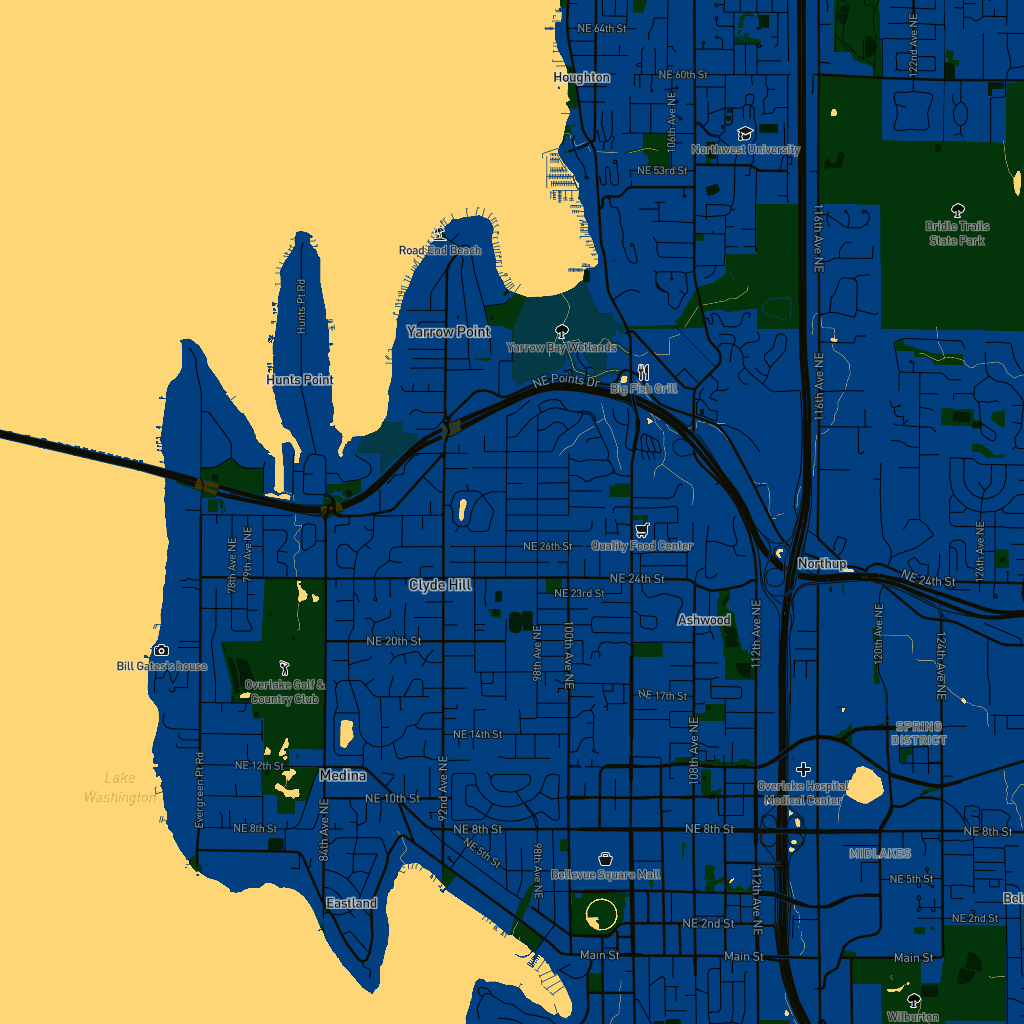 NE 64th St
122nd Ave NE
Houghton
NE 60th St
106th Ave NE
Northwest University
NE 53rd St
116th Ave NE
Bridle Trails
State Park
Road End Beach
Hunts Pt Rd
Yarrow Point
Yarrow Bay Wetlands
Hunts Point
NE Points Dr
Big Fish Grill
116th Ave NE
78th Ave NE
79th Ave NE
NE 26th St
Quality Food Center
126th Ave NE
Northup
NE 24th St
Clyde Hill
NE 24th St
NE 23rd St
Ashwood
112th Ave NE
120th Ave NE
124th Ave NE
NE 20th St
98th Ave NE
100th Ave NE
Bill Gates's house
Overlake Golf &
Country Club
NE 17th St
SPRING
DISTRICT
NE 14th St
108th Ave NE
Evergreen Pt Rd
NE 12th St
Medina
Lake
Washington
92nd Ave NE
NE 10th St
Overlake Hospital
Medical Center
NE 8th St
84th Ave NE
NE 8th St
NE 8th St
NE 8th St
NE 5th St
98th Ave NE
MIDLAKES
Bellevue Square Mall
NE 5th St
112th Ave NE
Eastland
Bel
NE 2nd St
NE 2nd St
Main St
Main St
Main St
Wilburton